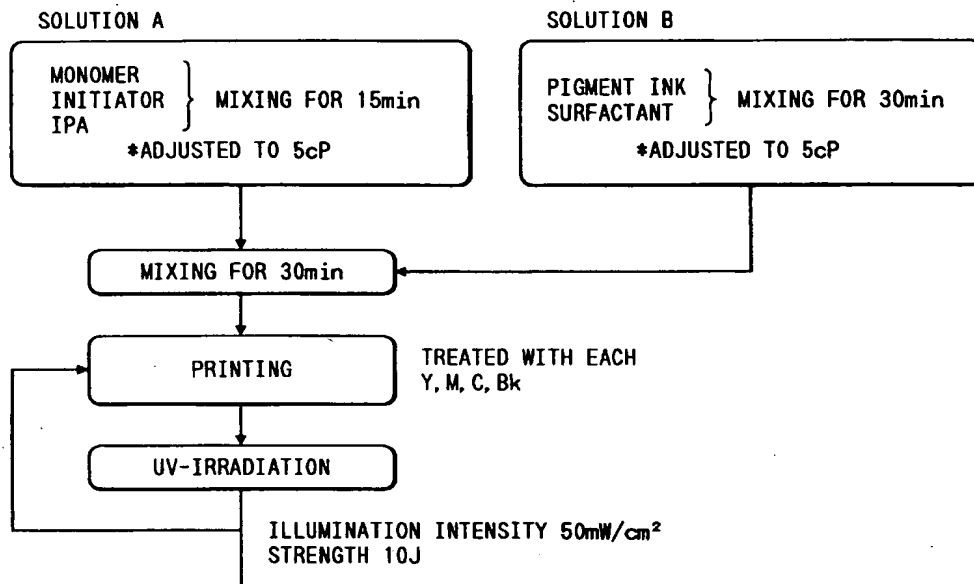 SOLUTION A
MONOMER
INITIATOR
IPA
MIXING FOR 15min
*ADJUSTED TO 5cP
SOLUTION B
PIGMENT INK
SURFACTANT
MIXING FOR 30min
*ADJUSTED TO 5cP
MIXING FOR 30min
PRINTING
TREATED WITH EACH
Y, M, C, Bk
UV-IRRADIATION
ILLUMINATION INTENSITY 50mW/cm²
STRENGTH 10J